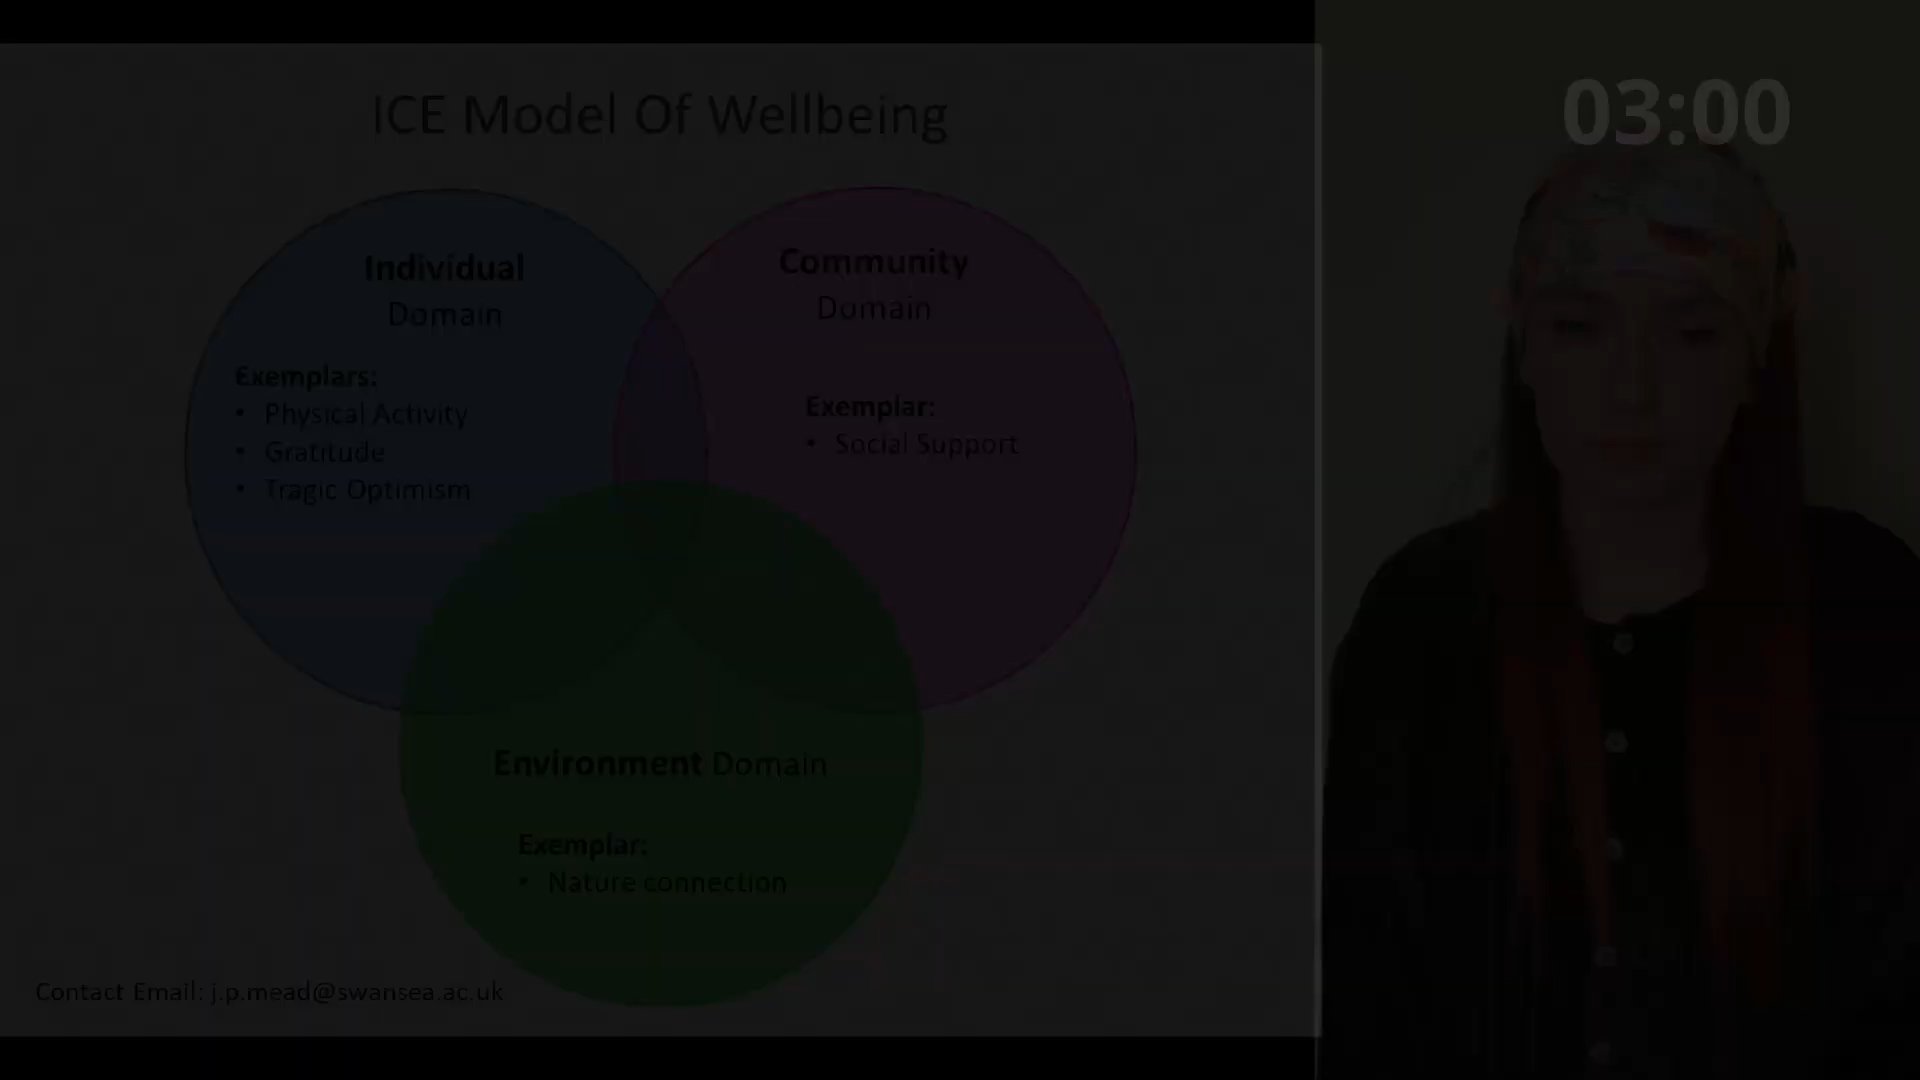 ICE Model Of Wellbeing
03:00
Individual
Domain
Exemplars:
• Physical Activity
• Gratitude
• Tragic Optimism
Community
Domain
Exemplar:
• Social Support
Environment Domain
Exemplar:
• Nature connection
Contact Email: j.p.mead@swansea.ac.uk